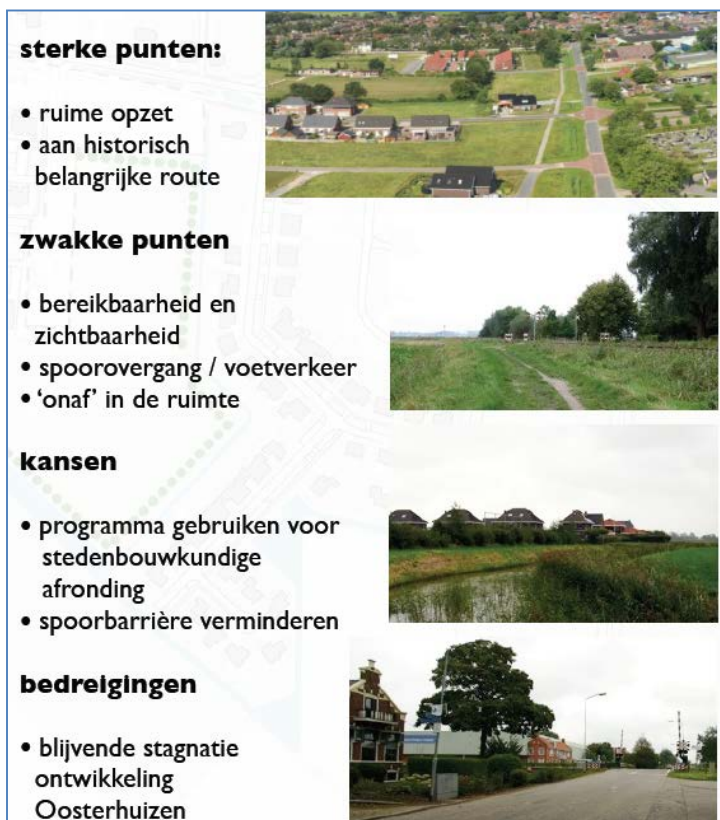 sterke punten:
• ruime opzet
• aan historisch
belangrijke route
zwakke punten
• bereikbaarheid en
zichtbaarheid
• spoorovergang / voetverkeer
• ‘onaf’ in de ruimte
kansen
• programma gebruiken voor
stedenbouwkundige
afronding
• spoorbarrière verminderen
bedreigingen
• blijvende stagnatie
ontwikkeling
Oosterhuizen